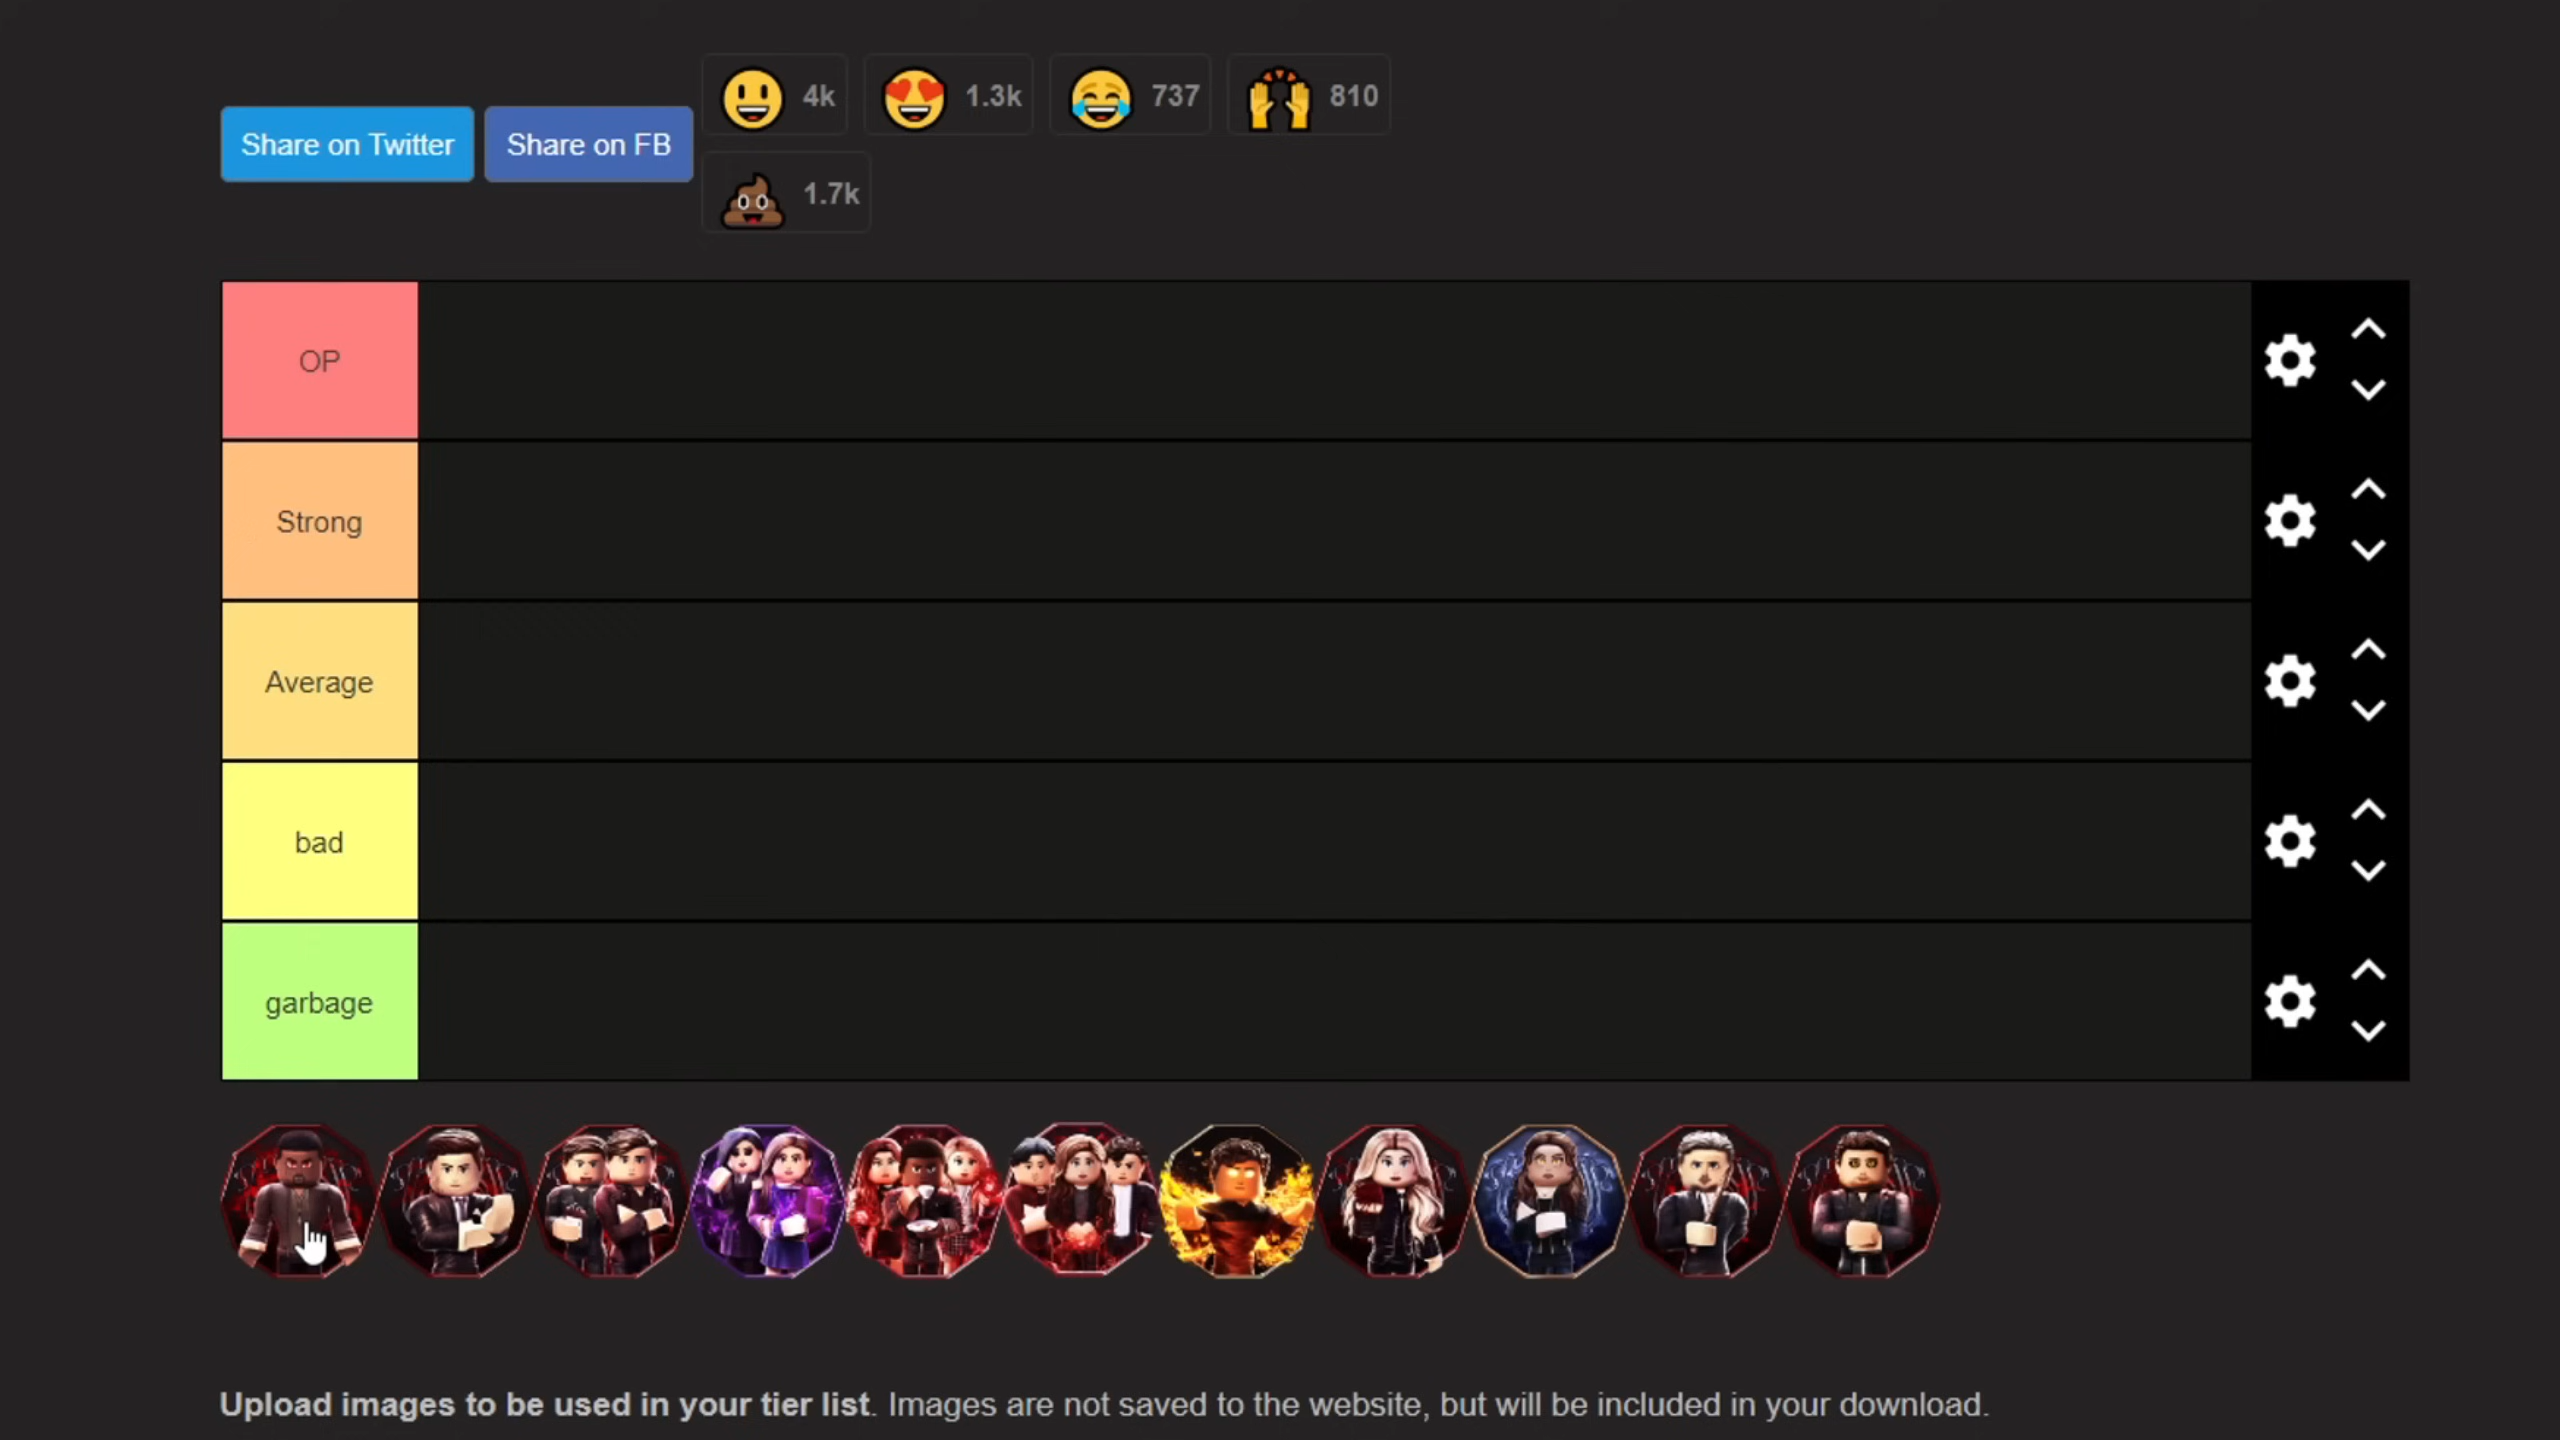 4k 1.3k 737 810
Share on Twitter Share on FB
1.7k
OP
Strong
Average
bad
garbage
Upload images to be used in your tier list. Images are not saved to the website, but will be included in your download.